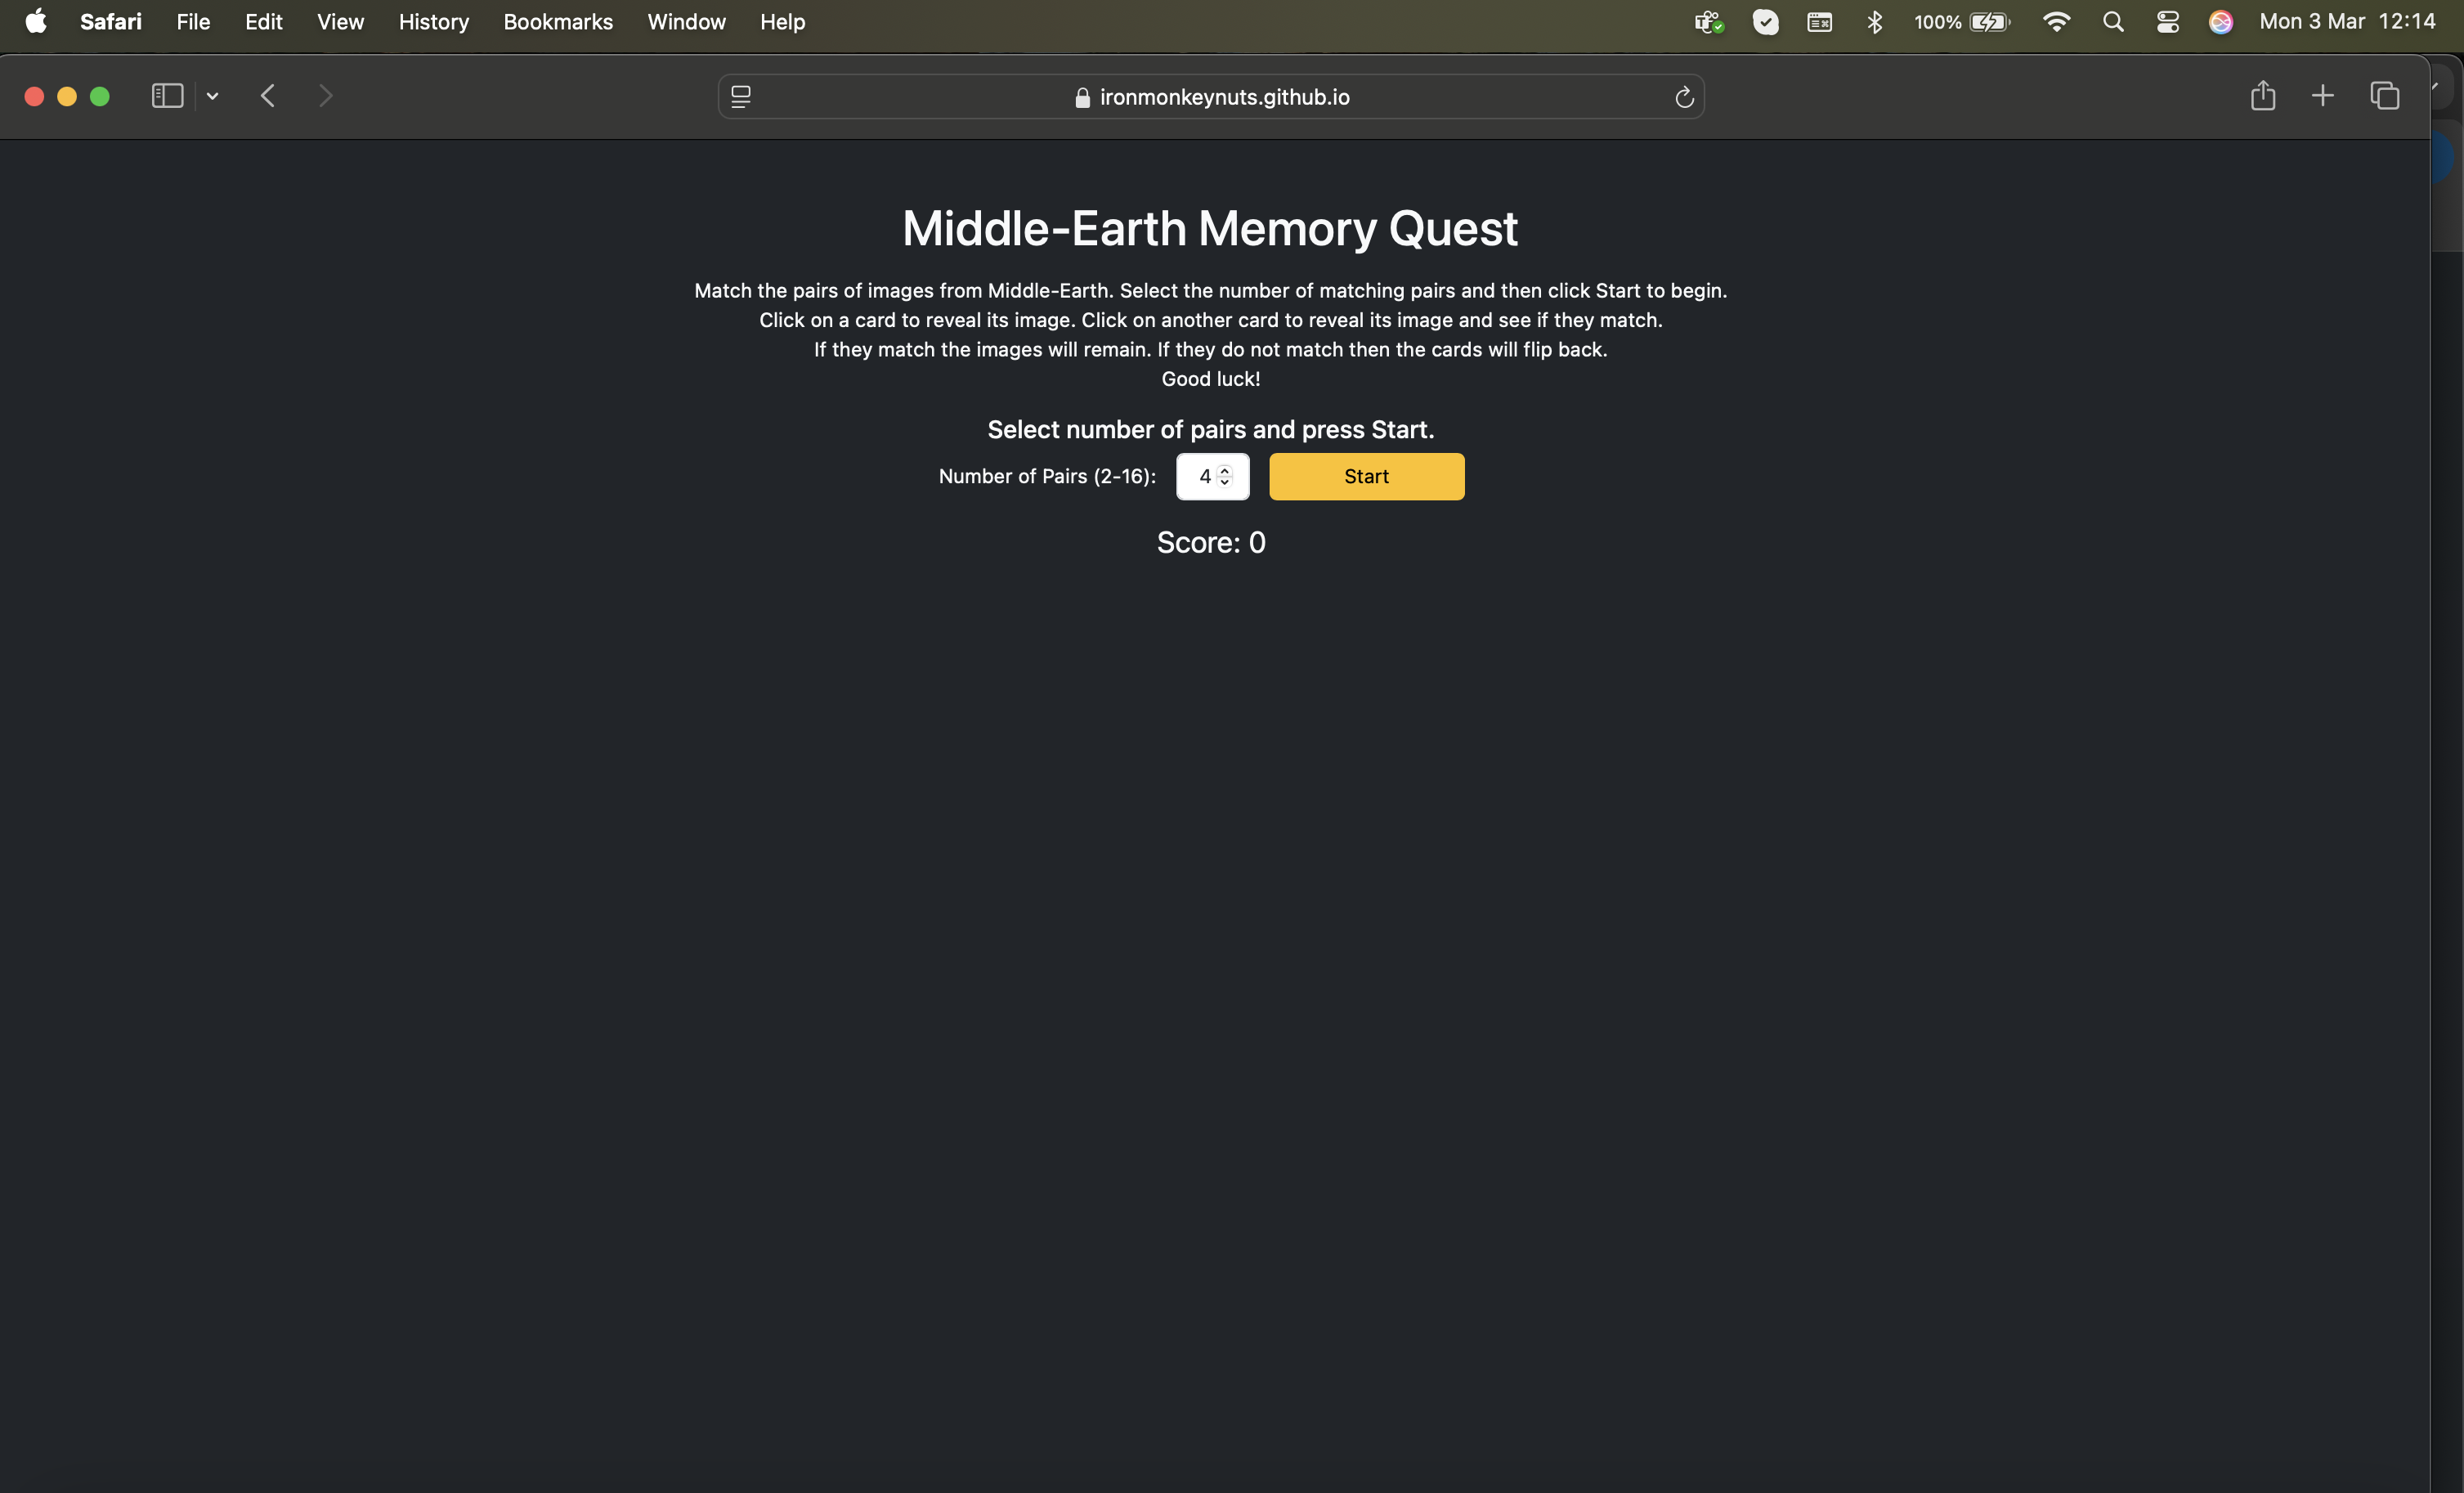 Safari File Edit View History Bookmarks Window Help 100% Mon 3 Mar 12:14
ironmonkeynuts.github.io
Middle-Earth Memory Quest
Match the pairs of images from Middle-Earth. Select the number of matching pairs and then click Start to begin.
Click on a card to reveal its image. Click on another card to reveal its image and see if they match.
If they match the images will remain. If they do not match then the cards will flip back.
Good luck!
Select number of pairs and press Start.
Number of Pairs (2-16): 4 Start
Score: 0